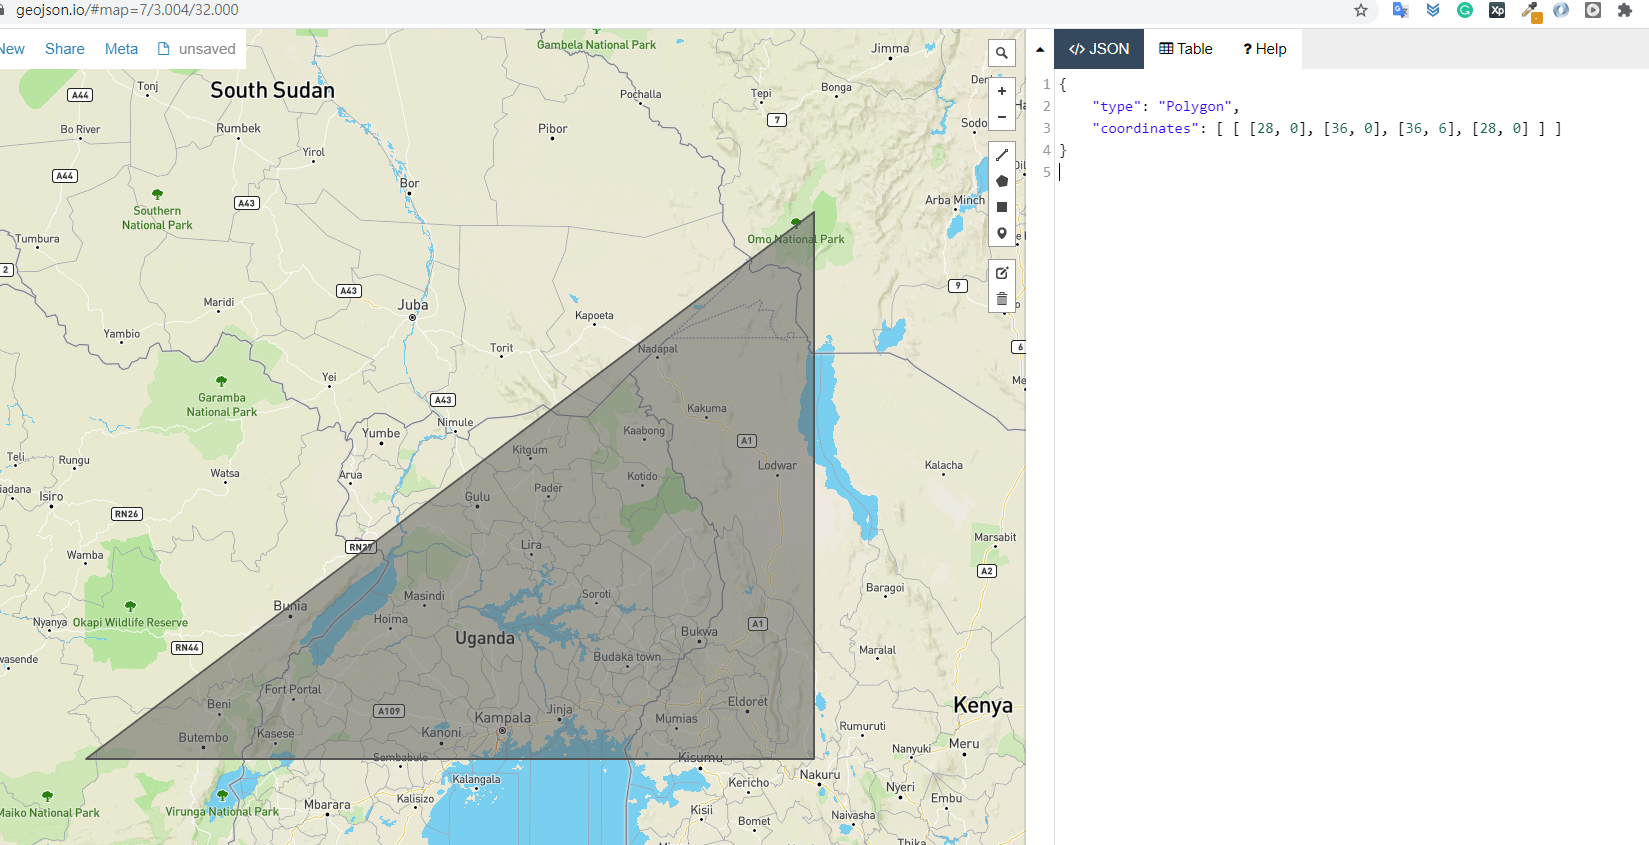 geojson.io/#map=7/3.004/32.000
New Share Meta unsaved
</> JSON Table ? Help
1 {
2 "type": "Polygon",
3 "coordinates": [ [ [28, 0], [36, 0], [36, 6], [28, 0] ] ]
4 }
5
Gambela National Park
Jimma
Tonj
South Sudan
A44
Pochalla
Tepi
Bonga
Bo River
Rumbek
Pibor
7
Sodo
Yirol
A44
Bor
Southern
National Park
A43
Arba Minch
Tumbura
Omo National Park
2
A43
9
Maridi
Juba
Kapoeta
Yambio
Torit
Nadapal
6
Yei
Garamba
National Park
A43
Kakuma
Nimule
Yumbe
Kaabong
A1
Kitgum
Teli
Rungu
Watsa
Arua
Lodwar
Kalacha
Kotido
Isiro
Gulu
Pader
RN26
Marsabit
Wamba
RN27
Lira
A2
Bunia
Masindi
Soroti
Baragoi
Nyanya
Okapi Wildlife Reserve
Hoima
A1
Uganda
Bukwa
RN44
Budaka town
Maralal
Fort Portal
Beni
A109
Kampala
Jinja
Eldoret
Kenya
Butembo
Kasese
Kanoni
Mumias
Rumuruti
Nanyuki
Meru
Sembabule
Kisumu
Kalangala
Nakuru
Kericho
Nyeri
Maiko National Park
Virunga National Park
Mbarara
Kalisizo
Kisii
Embu
Bomet
Naivasha
Thika